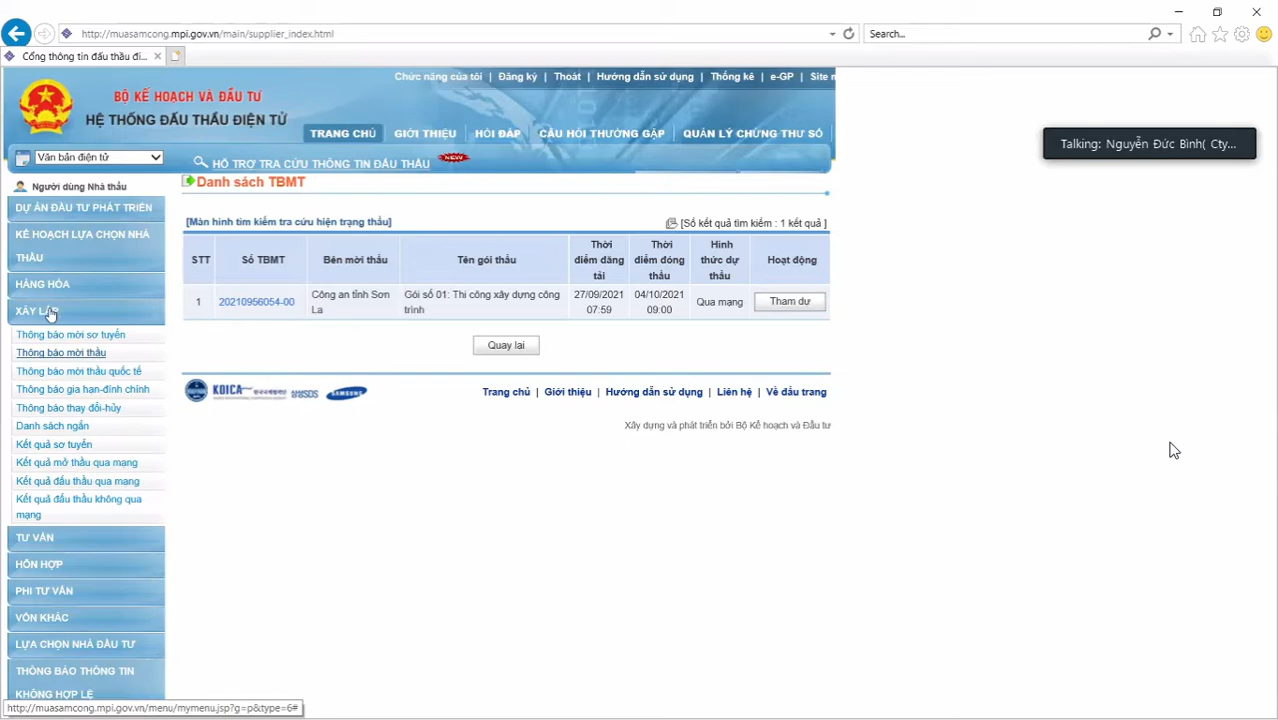 http://muasamcong.mpi.gov.vn/main/supplier_index.html
Search...
Cổng thông tin đấu thầu đi...
Chức năng của tôi | Đăng ký | Thoát | Hướng dẫn sử dụng | Thống kê | e-GP | Site m
BỘ KẾ HOẠCH VÀ ĐẦU TƯ
HỆ THỐNG ĐẤU THẦU ĐIỆN TỬ
TRANG CHỦ GIỚI THIỆU HỎI ĐÁP CÂU HỎI THƯỜNG GẶP QUẢN LÝ CHỨNG THƯ SỐ
Talking: Nguyễn Đức Bình( Cty...
Văn bản điện tử
HỖ TRỢ TRA CỨU THÔNG TIN ĐẤU THẦU NEW
Người dùng Nhà thầu
Danh sách TBMT
DỰ ÁN ĐẦU TƯ PHÁT TRIỂN
KẾ HOẠCH LỰA CHỌN NHÀ
THẦU
HÀNG HÓA
XÂY LẮP
Thông báo mời sơ tuyển
Thông báo mời thầu
Thông báo mời thầu quốc tế
Thông báo gia hạn-đính chính
Thông báo thay đổi-hủy
Danh sách ngắn
Kết quả sơ tuyển
Kết quả mở thầu qua mạng
Kết quả đấu thầu qua mạng
Kết quả đấu thầu không qua
mạng
TƯ VẤN
HỖN HỢP
PHI TƯ VẤN
VỐN KHÁC
LỰA CHỌN NHÀ ĐẦU TƯ
THÔNG BÁO THÔNG TIN
KHÔNG HỢP LỆ
[Màn hình tìm kiếm tra cứu hiện trạng thầu]
[Số kết quả tìm kiếm : 1 kết quả ]
STT
Số TBMT
Bên mời thầu
Tên gói thầu
Thời
điểm đăng
tải
Thời
điểm đóng
thầu
Hình
thức dự
thầu
Hoạt động
1
20210956054-00
Công an tỉnh Sơn
La
Gói số 01: Thi công xây dựng công
trình
27/09/2021
07:59
04/10/2021
09:00
Qua mạng
Tham dự
Quay lại
KOICA 한국국제협력단 삼성SDS SAMSUNG
Trang chủ | Giới thiệu | Hướng dẫn sử dụng | Liên hệ | Về đầu trang
Xây dựng và phát triển bởi Bộ Kế hoạch và Đầu tư
http://muasamcong.mpi.gov.vn/menu/mymenu.jsp?g=p&type=6#